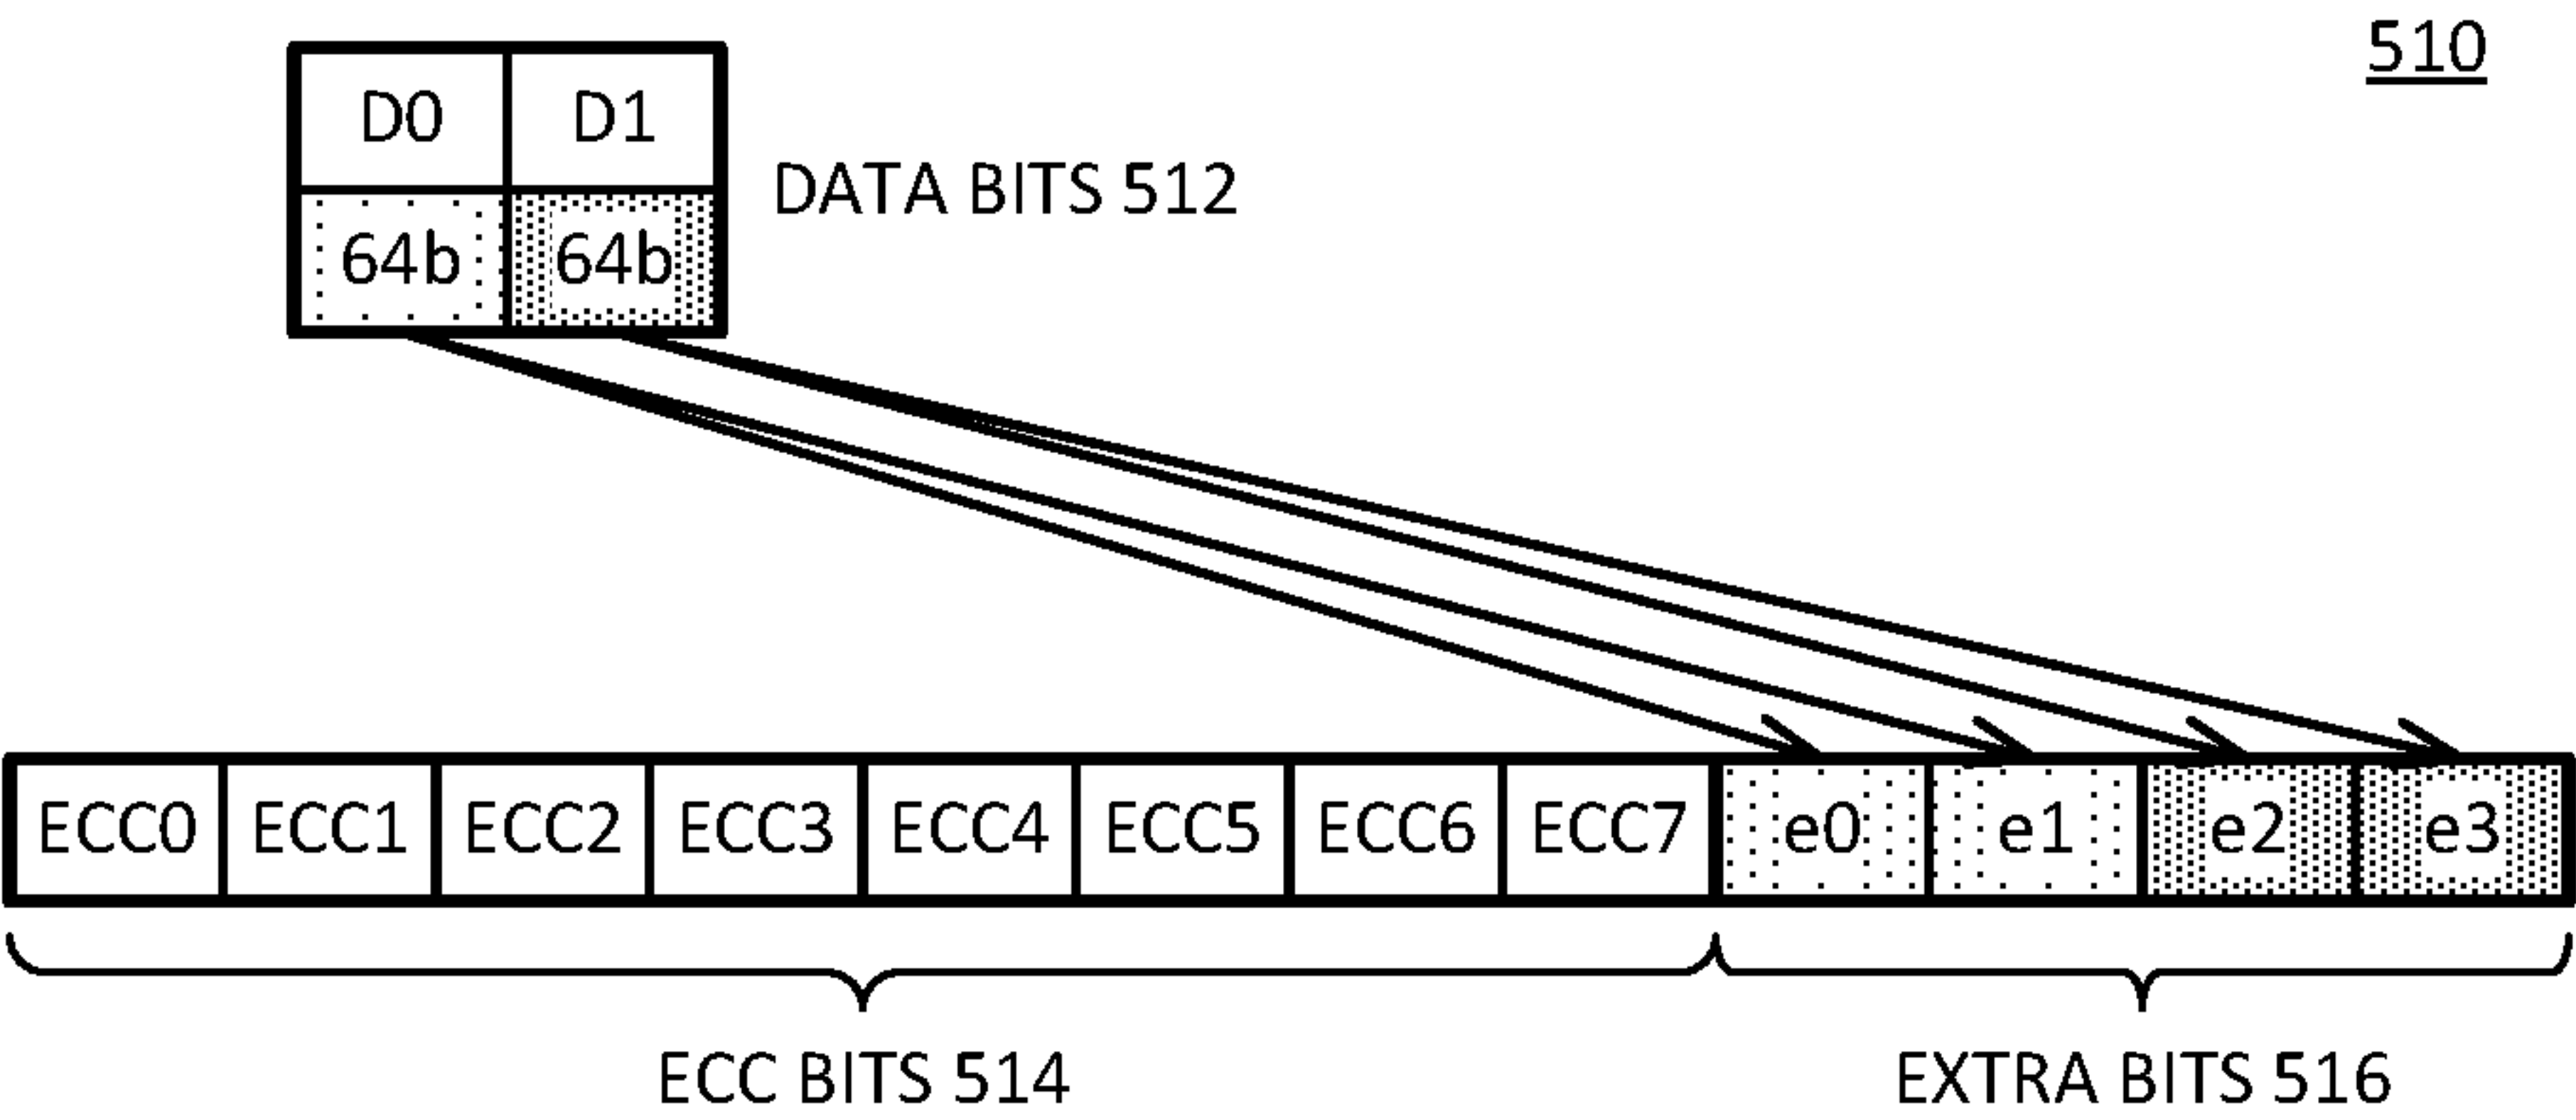 510
D0 D1
DATA BITS 512
64b 64b
ECC0 ECC1 ECC2 ECC3 ECC4 ECC5 ECC6 ECC7 e0 e1 e2 e3
ECC BITS 514 EXTRA BITS 516